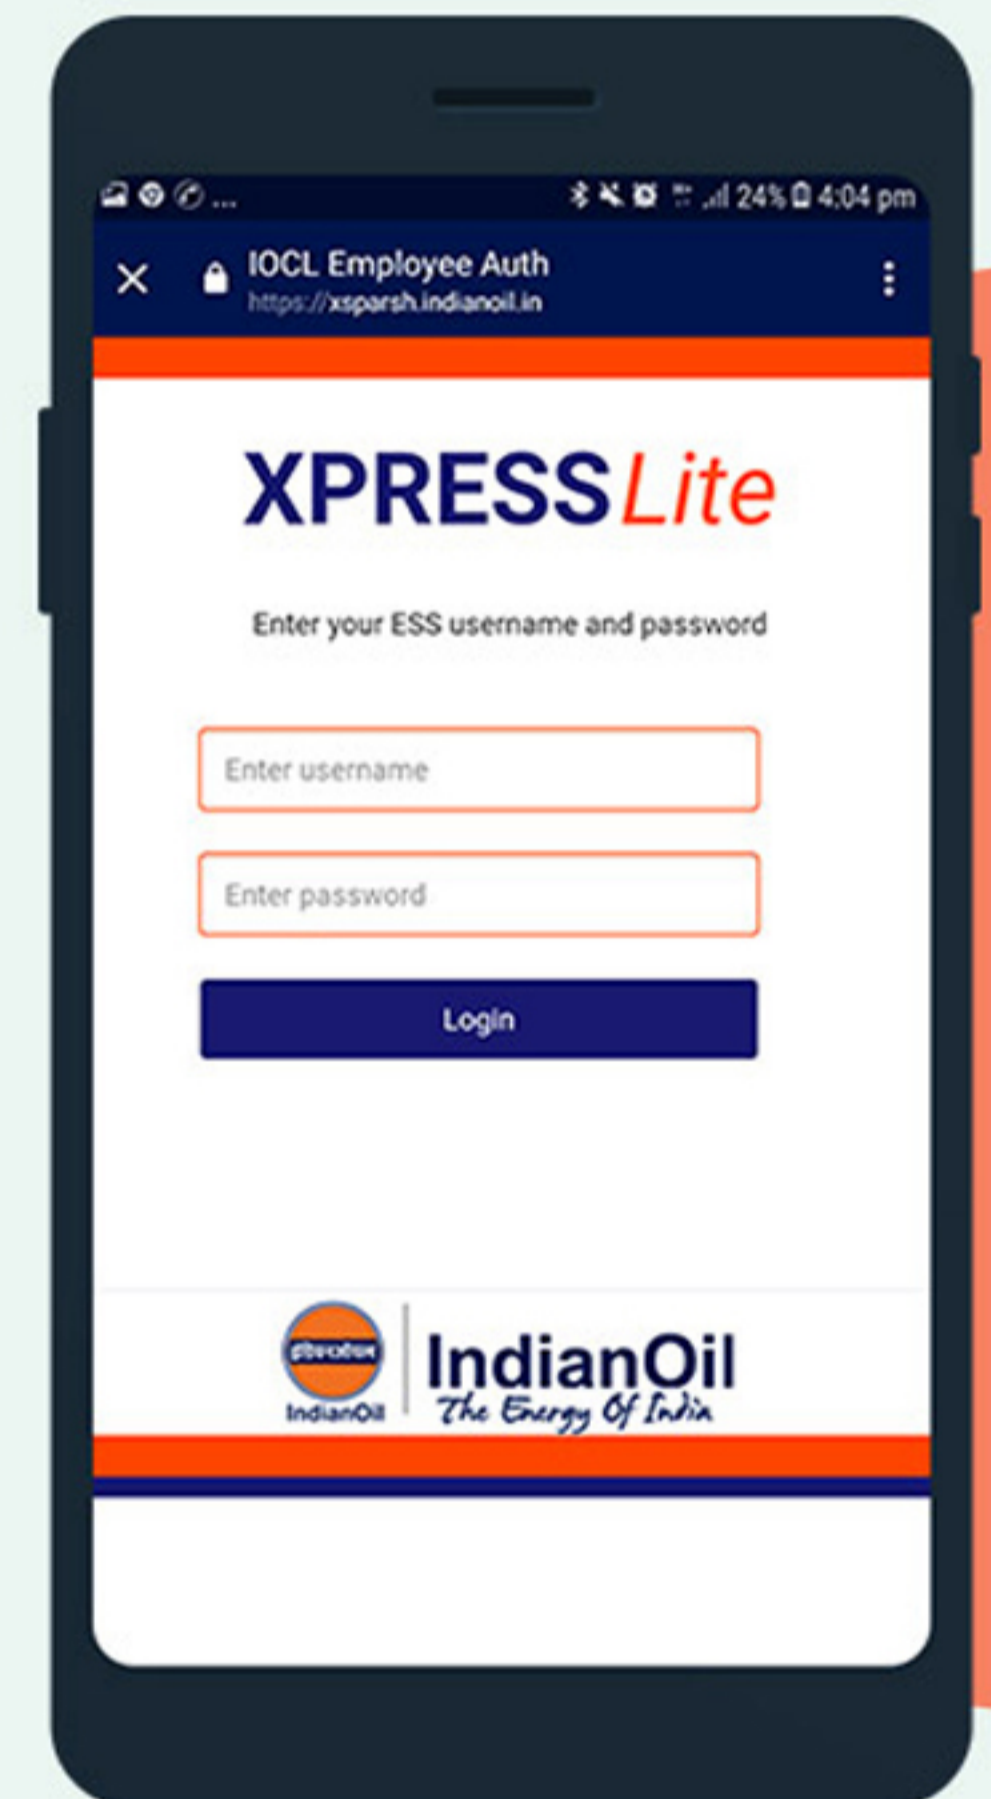 ... 24% 4:04 pm
IOCL Employee Auth
https://xsparsh.indianoil.in
XPRESS Lite
Enter your ESS username and password
Enter username
Enter password
Login
इंडियनऑयल
IndianOil
IndianOil
The Energy Of India